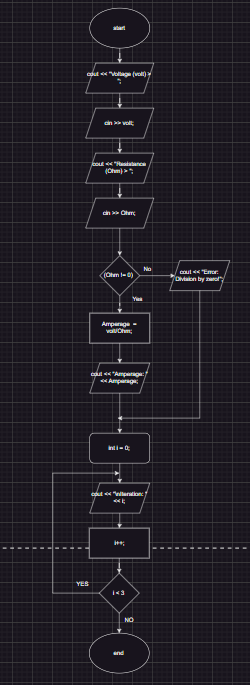 start
cout << "Voltage (volt) >
";
cin >> volt;
cout << "Resistance
(Ohm) > ";
cin >> Ohm;
(Ohm != 0)
No
cout << "Error:
Division by zero!";
Yes
Amperage =
volt/Ohm;
cout << "Amperage: "
<< Amperage;
int i = 0;
cout << "\nIteration: "
<< i;
i++;
YES
i < 3
NO
end